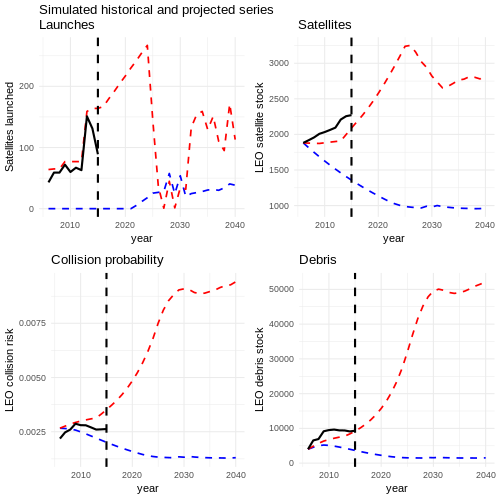 Simulated historical and projected series
Launches
Satellites launched
200
100
0
2010
2020
2030
2040
year
Satellites
LEO satellite stock
3000
2500
2000
1500
1000
2010
2020
2030
2040
year
Collision probability
LEO collision risk
0.0075
0.0050
0.0025
2010
2020
2030
2040
year
Debris
LEO debris stock
50000
40000
30000
20000
10000
0
2010
2020
2030
2040
year